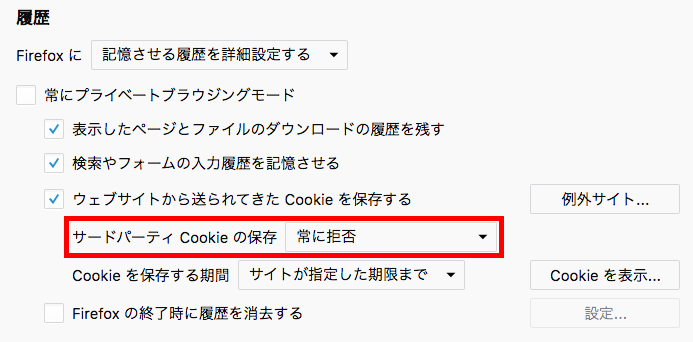 履歴
Firefox に 記憶させる履歴を詳細設定する
常にプライベートブラウジングモード
表示したページとファイルのダウンロードの履歴を残す
検索やフォームの入力履歴を記憶させる
ウェブサイトから送られてきた Cookie を保存する 例外サイト...
サードパーティ Cookie の保存 常に拒否
Cookie を保存する期間 サイトが指定した期限まで Cookie を表示...
Firefox の終了時に履歴を消去する 設定...